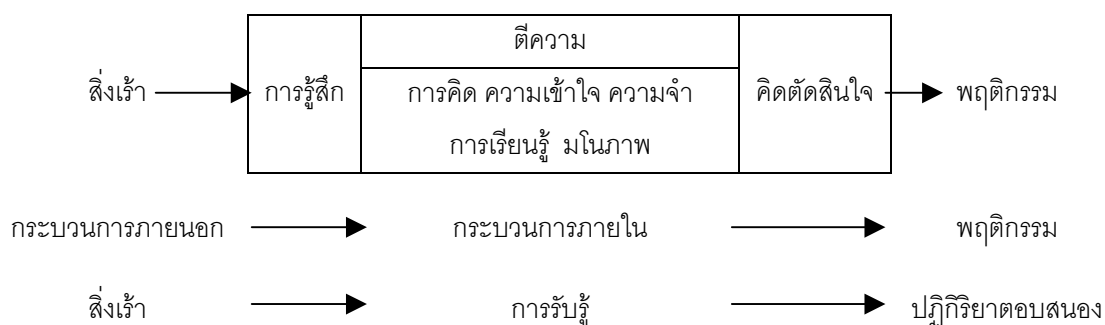 ตีความ
สิ่งเร้า การรู้สึก การคิด ความเข้าใจ ความจำ คิดตัดสินใจ พฤติกรรม
การเรียนรู้ มโนภาพ
กระบวนการภายนอก กระบวนการภายใน พฤติกรรม
สิ่งเร้า การรับรู้ ปฏิกิริยาตอบสนอง